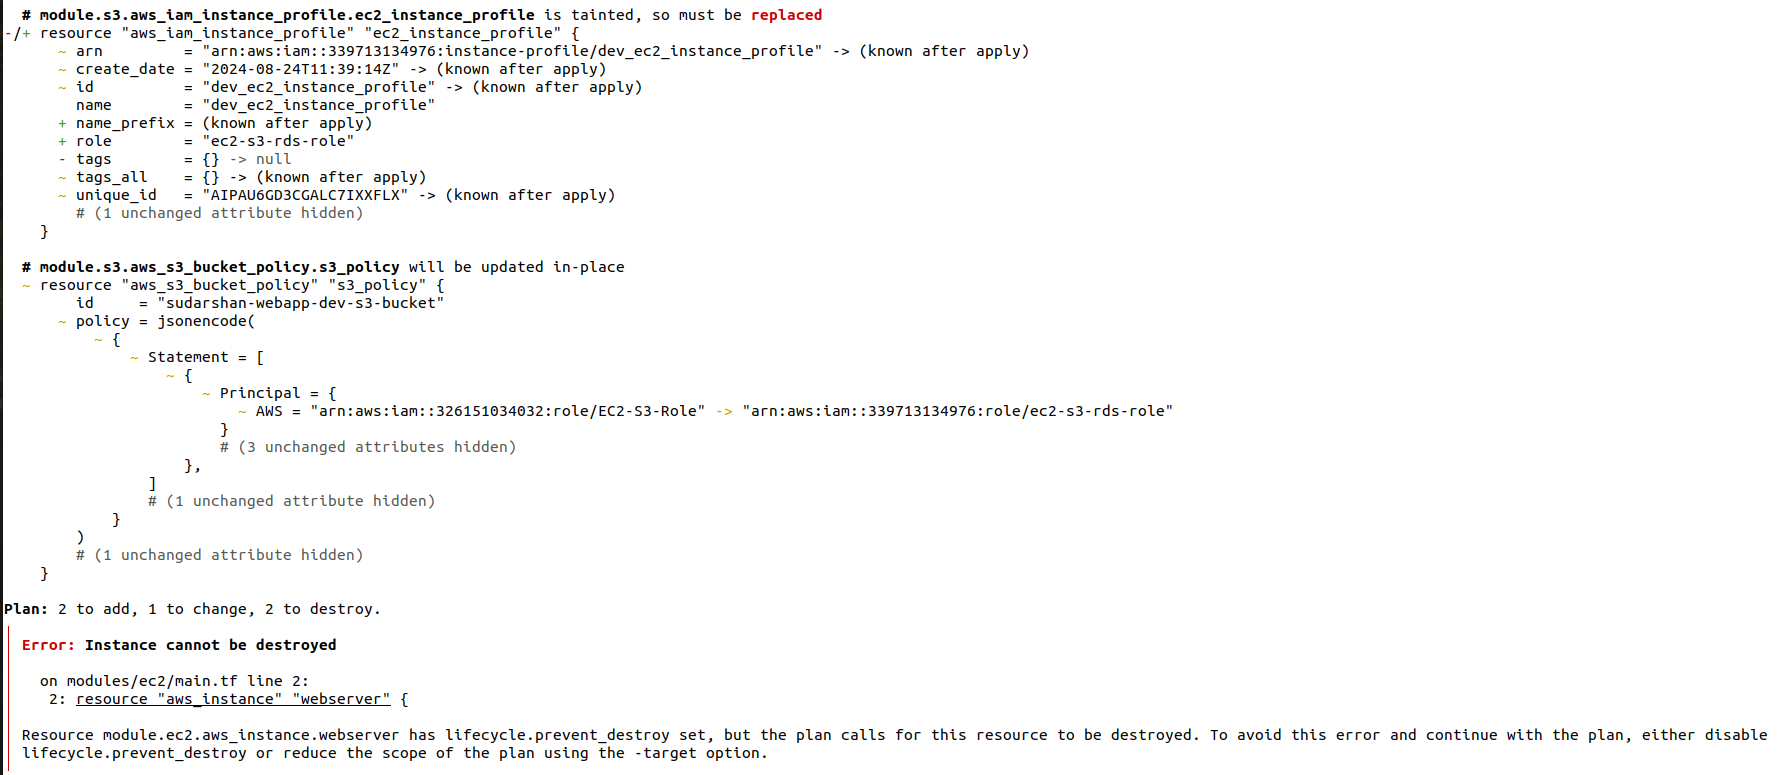 # module.s3.aws_iam_instance_profile.ec2_instance_profile is tainted, so must be replaced
-/+ resource "aws_iam_instance_profile" "ec2_instance_profile" {
~ arn = "arn:aws:iam::339713134976:instance-profile/dev_ec2_instance_profile" -> (known after apply)
~ create_date = "2024-08-24T11:39:14Z" -> (known after apply)
~ id = "dev_ec2_instance_profile" -> (known after apply)
name = "dev_ec2_instance_profile"
+ name_prefix = (known after apply)
+ role = "ec2-s3-rds-role"
- tags = {} -> null
~ tags_all = {} -> (known after apply)
~ unique_id = "AIPAU6GD3CGALC7IXXFLX" -> (known after apply)
# (1 unchanged attribute hidden)
}
# module.s3.aws_s3_bucket_policy.s3_policy will be updated in-place
~ resource "aws_s3_bucket_policy" "s3_policy" {
id = "sudarshan-webapp-dev-s3-bucket"
~ policy = jsonencode(
~ {
~ Statement = [
~ {
~ Principal = {
~ AWS = "arn:aws:iam::326151034032:role/EC2-S3-Role" -> "arn:aws:iam::339713134976:role/ec2-s3-rds-role"
}
# (3 unchanged attributes hidden)
},
]
# (1 unchanged attribute hidden)
}
)
# (1 unchanged attribute hidden)
}
Plan: 2 to add, 1 to change, 2 to destroy.
Error: Instance cannot be destroyed
on modules/ec2/main.tf line 2:
2: resource "aws_instance" "webserver" {
Resource module.ec2.aws_instance.webserver has lifecycle.prevent_destroy set, but the plan calls for this resource to be destroyed. To avoid this error and continue with the plan, either disable
lifecycle.prevent_destroy or reduce the scope of the plan using the -target option.